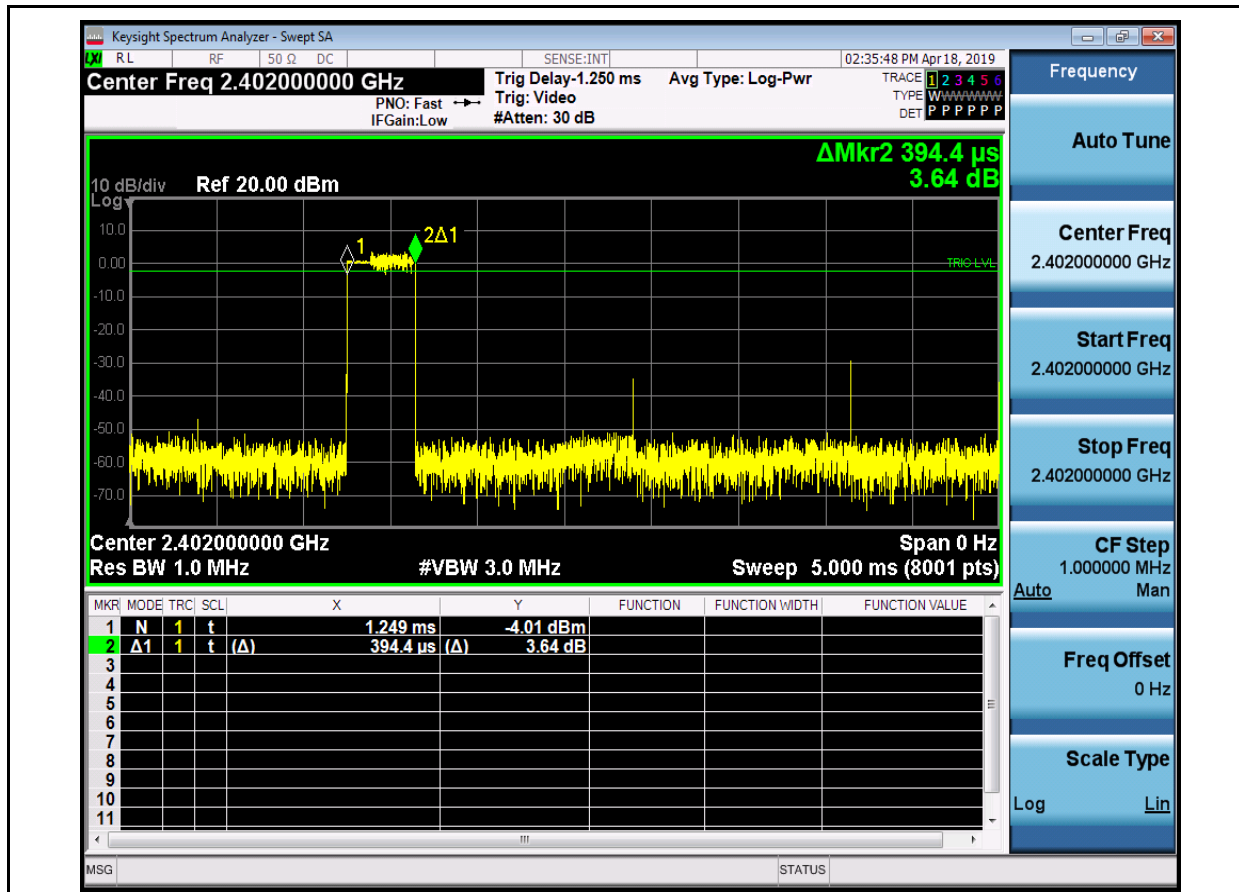 Keysight Spectrum Analyzer - Swept SA
LXI RL RF 50 Ω DC SENSE:INT 02:35:48 PM Apr 18, 2019
Center Freq 2.402000000 GHz
PNO: Fast
IFGain:Low
Trig Delay-1.250 ms
Trig: Video
#Atten: 30 dB
Avg Type: Log-Pwr
TRACE 1 2 3 4 5 6
TYPE WWWWWW
DET P P P P P P
ΔMkr2 394.4 µs
3.64 dB
10 dB/div
Log
Ref 20.00 dBm
10.0
0.00
-10.0
-20.0
-30.0
-40.0
-50.0
-60.0
-70.0
1
2Δ1
TRIG LVL
Center 2.402000000 GHz Span 0 Hz
Res BW 1.0 MHz #VBW 3.0 MHz Sweep 5.000 ms (8001 pts)
MKR MODE TRC SCL X Y FUNCTION FUNCTION WIDTH FUNCTION VALUE
1 N 1 t 1.249 ms -4.01 dBm
2 Δ1 1 t (Δ) 394.4 µs (Δ) 3.64 dB
3
4
5
6
7
8
9
10
11
MSG STATUS
Frequency
Auto Tune
Center Freq
2.402000000 GHz
Start Freq
2.402000000 GHz
Stop Freq
2.402000000 GHz
CF Step
1.000000 MHz
Auto Man
Freq Offset
0 Hz
Scale Type
Log Lin